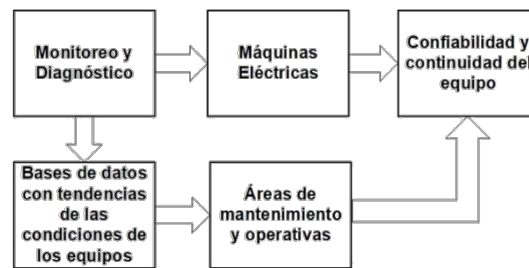 Monitoreo y
Diagnóstico
Máquinas
Eléctricas
Confiabilidad y
continuidad del
equipo
Bases de datos
con tendencias
de las
condiciones de
los equipos
Áreas de
mantenimiento
y operativas